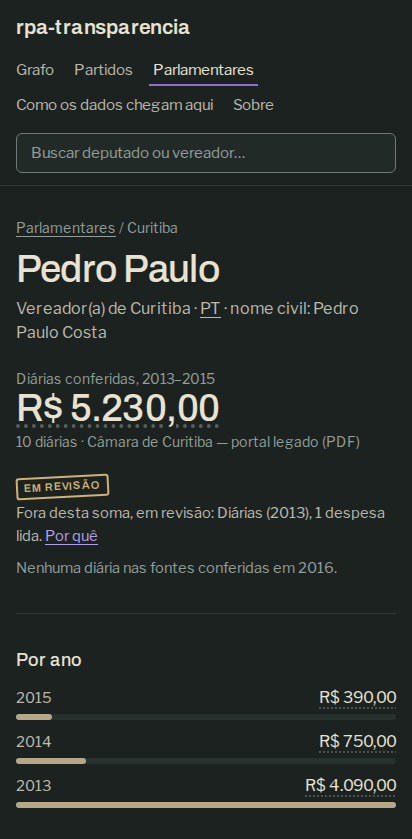 rpa-transparencia
Grafo Partidos Parlamentares
Como os dados chegam aqui Sobre
Buscar deputado ou vereador...
Parlamentares / Curitiba
Pedro Paulo
Vereador(a) de Curitiba · PT · nome civil: Pedro
Paulo Costa
Diárias conferidas, 2013–2015
R$ 5.230,00
10 diárias · Câmara de Curitiba — portal legado (PDF)
EM REVISÃO
Fora desta soma, em revisão: Diárias (2013), 1 despesa
lida. Por quê
Nenhuma diária nas fontes conferidas em 2016.
Por ano
2015 R$ 390,00
2014 R$ 750,00
2013 R$ 4.090,00